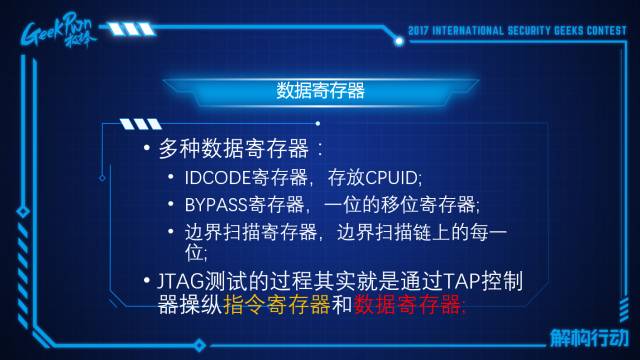 GeekPwn
极棒
2017 INTERNATIONAL SECURITY GEEKS CONTEST
数据寄存器
• 多种数据寄存器：
• IDCODE寄存器，存放CPUID;
• BYPASS寄存器，一位的移位寄存器;
• 边界扫描寄存器，边界扫描链上的每一
位;
• JTAG测试的过程其实就是通过TAP控制
器操纵指令寄存器和数据寄存器;
解构行动